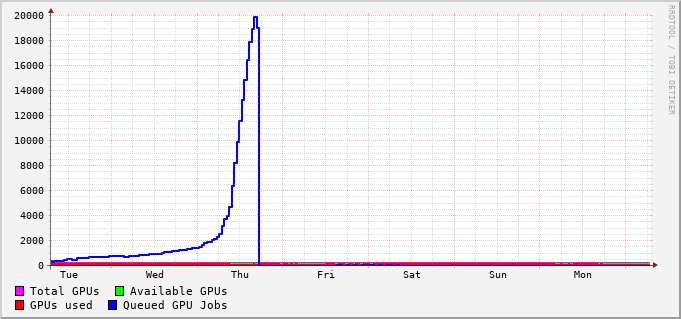 20000
18000
16000
14000
12000
10000
8000
6000
4000
2000
0
Tue Wed Thu Fri Sat Sun Mon
Total GPUs Available GPUs
GPUs used Queued GPU Jobs
RRDTOOL / TOBI OETIKER